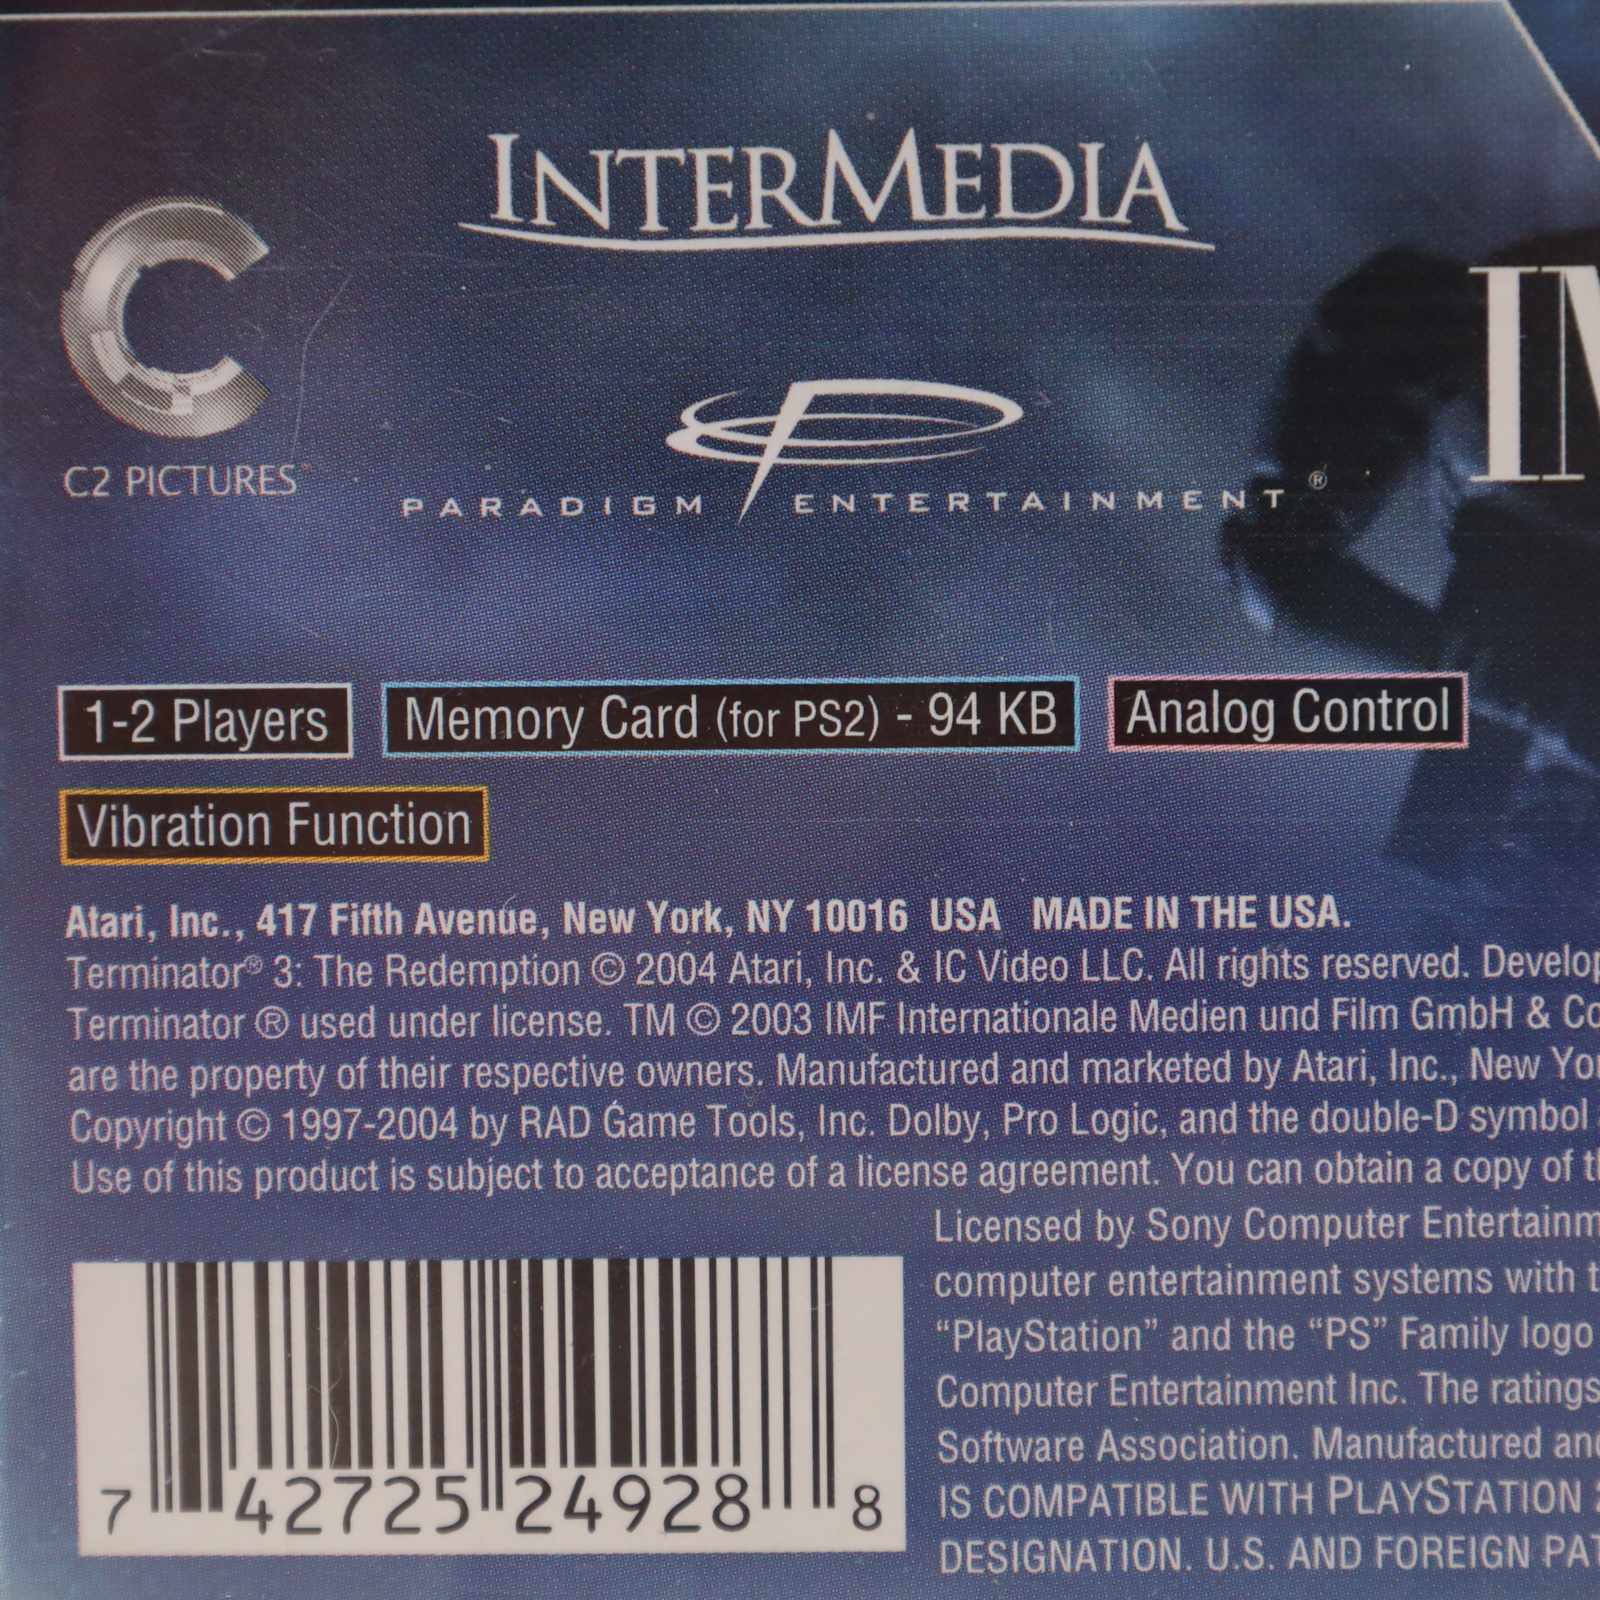 INTERMEDIA
C2 PICTURES
PARADIGM ENTERTAINMENT ®
1-2 Players
Memory Card (for PS2) - 94 KB
Analog Control
Vibration Function
Atari, Inc., 417 Fifth Avenue, New York, NY 10016 USA MADE IN THE USA.
Terminator® 3: The Redemption © 2004 Atari, Inc. & IC Video LLC. All rights reserved.
Terminator ® used under license. TM © 2003 IMF Internationale Medien und Film GmbH &
are the property of their respective owners. Manufactured and marketed by Atari, Inc., New
Copyright © 1997-2004 by RAD Game Tools, Inc. Dolby, Pro Logic, and the double-D symbol
Use of this product is subject to acceptance of a license agreement. You can obtain a copy of
Licensed by Sony Computer
computer entertainment systems with
“PlayStation” and the “PS” Family logo
Computer Entertainment Inc. The ratings
Software Association. Manufactured
IS COMPATIBLE WITH PLAYSTATION
DESIGNATION. U.S. AND FOREIGN
7 42725 24928 8